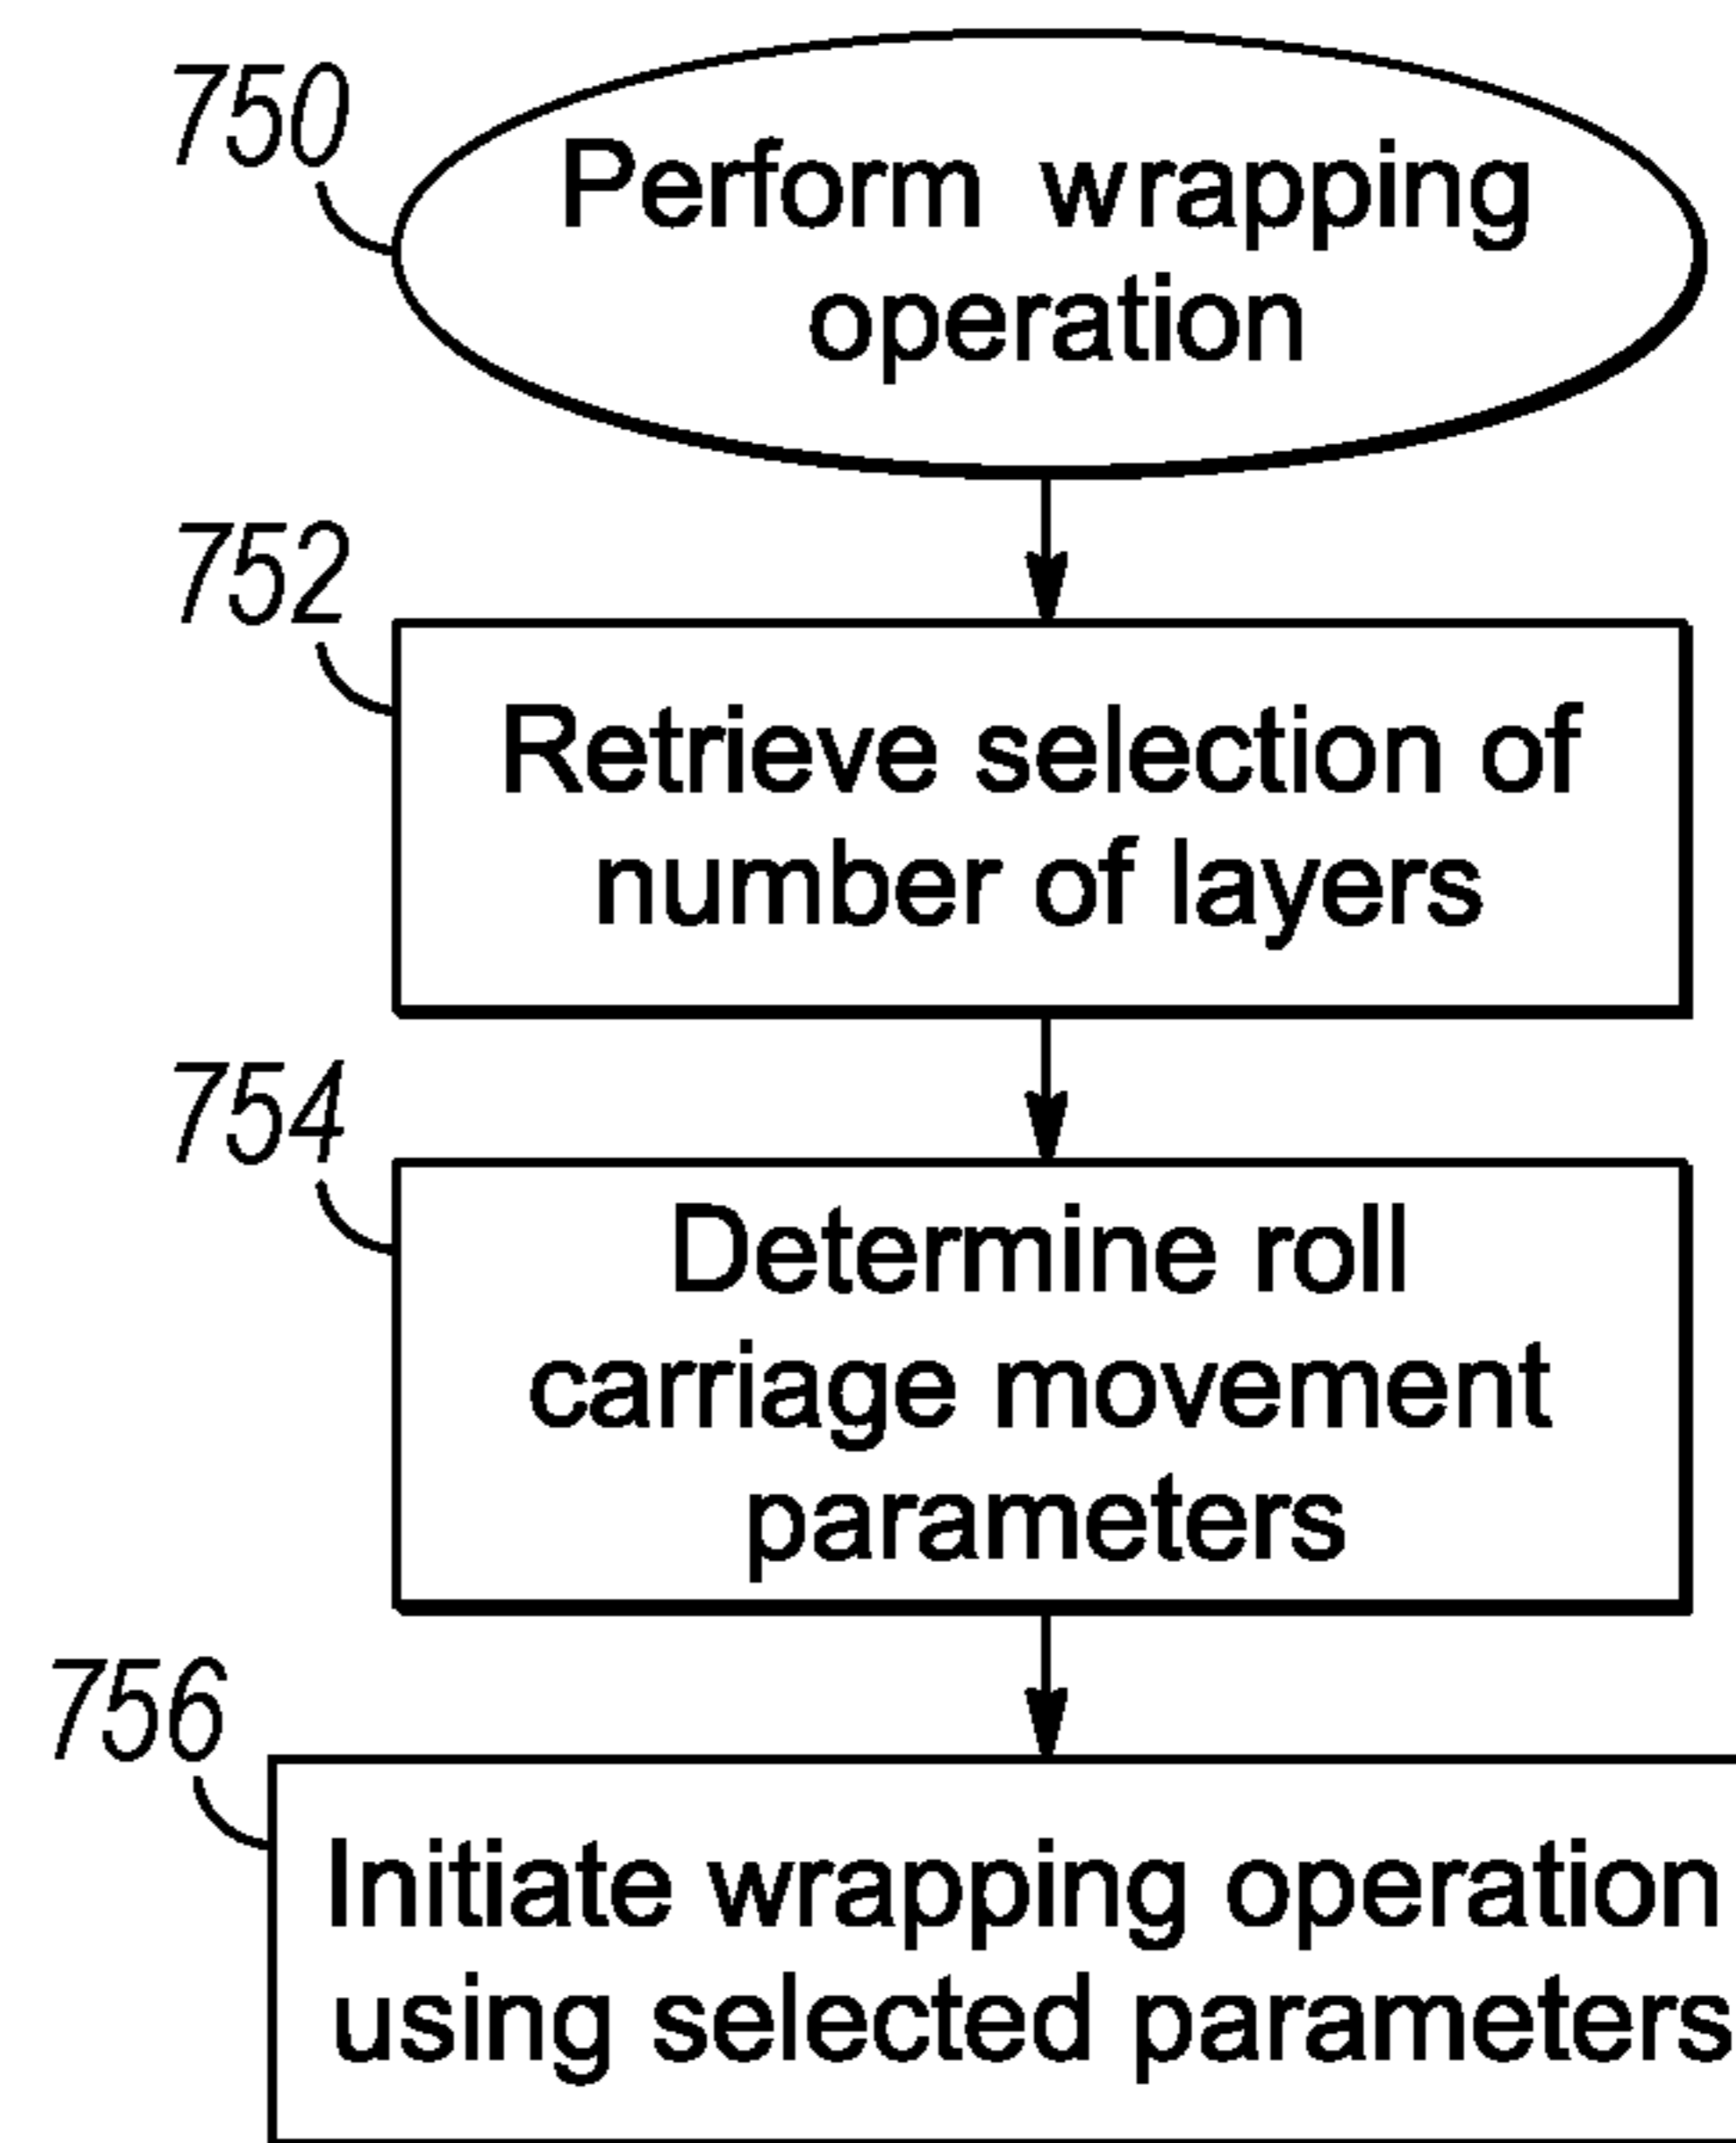 750
Perform wrapping
operation
752
Retrieve selection of
number of layers
754
Determine roll
carriage movement
parameters
756
Initiate wrapping operation
using selected parameters